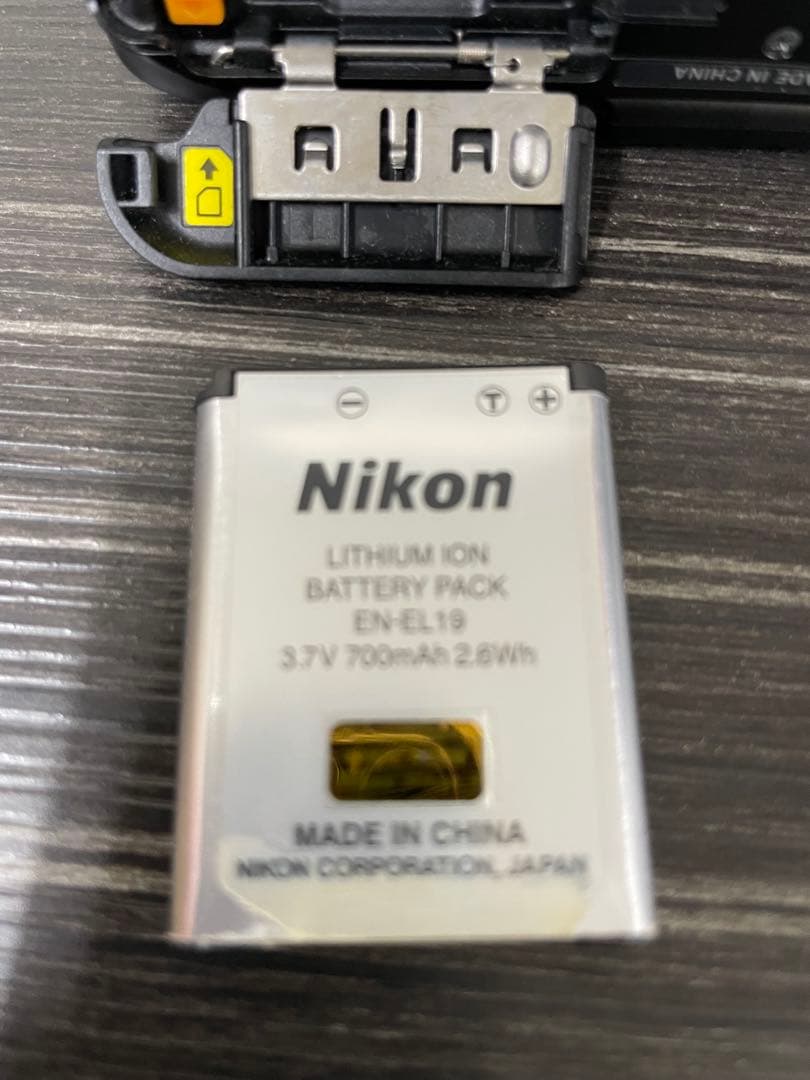 MADE IN CHINA
Nikon
LITHIUM ION
BATTERY PACK
EN-EL19
3.7V 700mAh 2.6Wh
MADE IN CHINA
NIKON CORPORATION, JAPAN